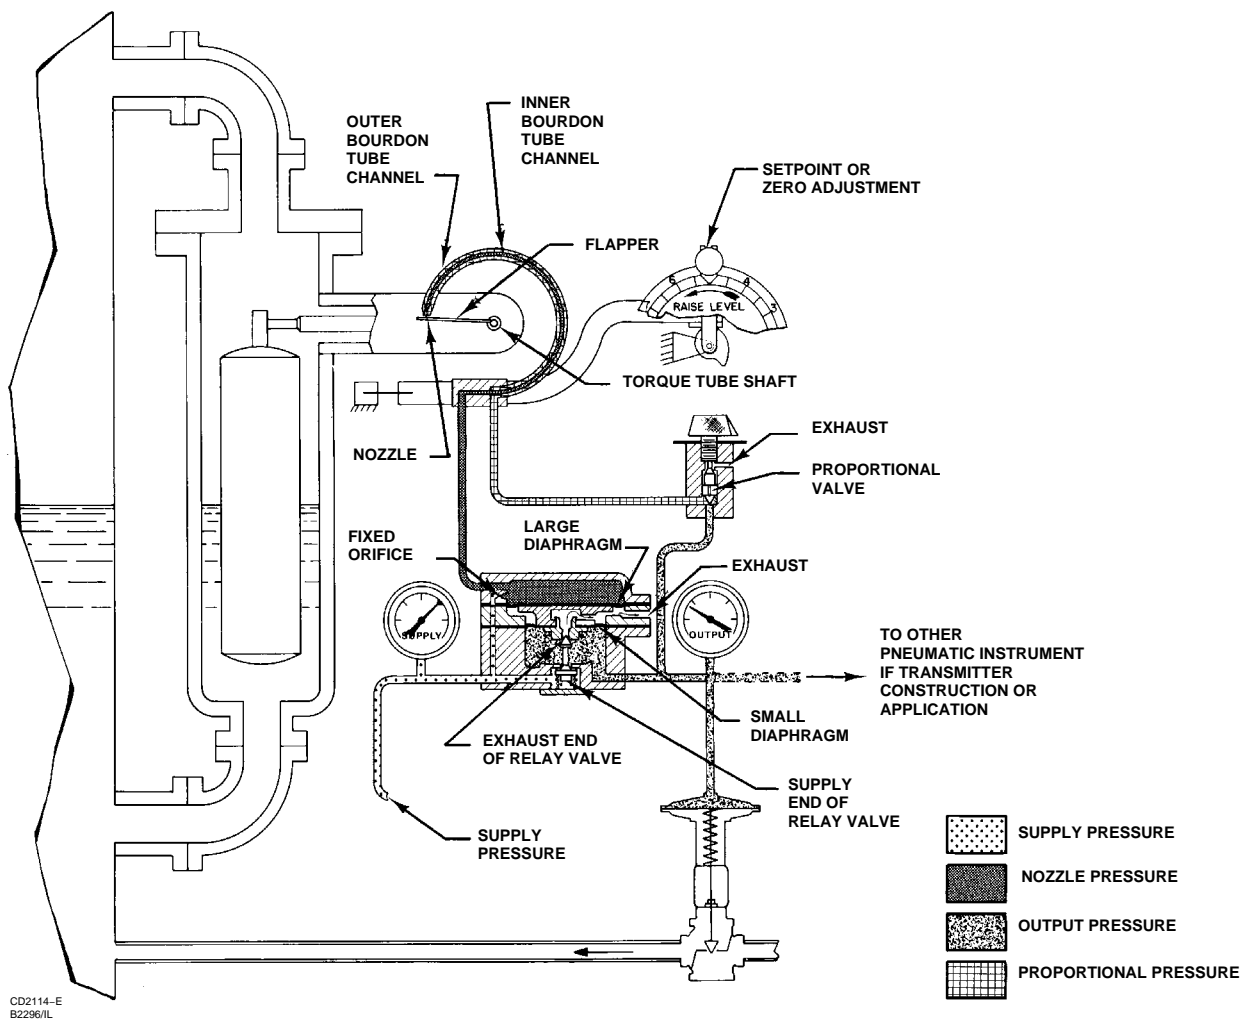 INNER
BOURDON
TUBE
CHANNEL
OUTER
BOURDON
TUBE
CHANNEL
SETPOINT OR
ZERO ADJUSTMENT
FLAPPER
5
4
3
RAISE LEVEL
TORQUE TUBE SHAFT
NOZZLE
EXHAUST
PROPORTIONAL
VALVE
FIXED
ORIFICE
LARGE
DIAPHRAGM
EXHAUST
SUPPLY
OUTPUT
TO OTHER
PNEUMATIC INSTRUMENT
IF TRANSMITTER
CONSTRUCTION OR
APPLICATION
EXHAUST END
OF RELAY VALVE
SMALL
DIAPHRAGM
SUPPLY
END OF
RELAY VALVE
SUPPLY
PRESSURE
SUPPLY PRESSURE
NOZZLE PRESSURE
OUTPUT PRESSURE
PROPORTIONAL PRESSURE
CD2114–E
B2296/IL